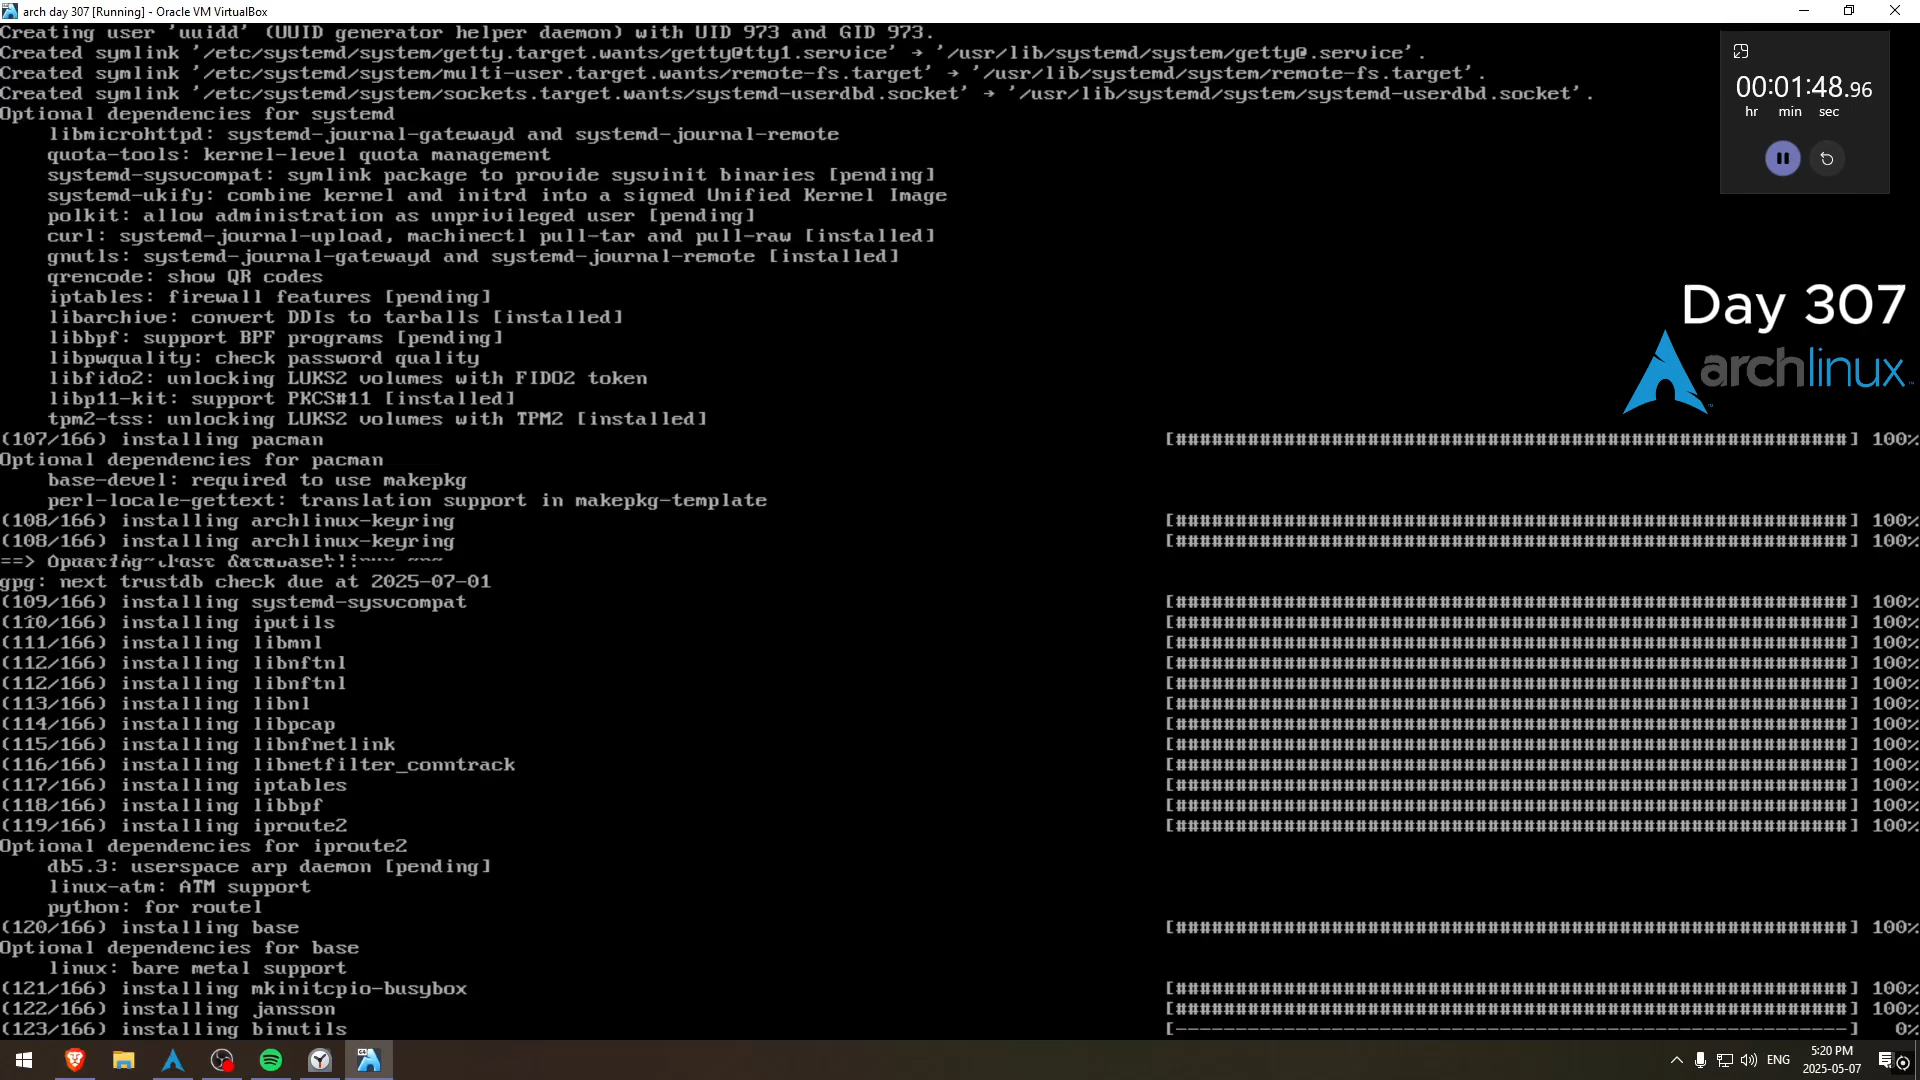 arch day 307 [Running] - Oracle VM VirtualBox
Creating user 'uuidd' (UUID generator helper daemon) with UID 973 and GID 973.
Created symlink '/etc/systemd/system/getty.target.wants/getty@tty1.service' → '/usr/lib/systemd/system/getty@.service'.
Created symlink '/etc/systemd/system/multi-user.target.wants/remote-fs.target' → '/usr/lib/systemd/system/remote-fs.target'.
Created symlink '/etc/systemd/system/sockets.target.wants/systemd-userdbd.socket' → '/usr/lib/systemd/system/systemd-userdbd.socket'.
Optional dependencies for systemd
libmicrohttpd: systemd-journal-gatewayd and systemd-journal-remote
quota-tools: kernel-level quota management
systemd-sysvcompat: symlink package to provide sysvinit binaries [pending]
systemd-ukify: combine kernel and initrd into a signed Unified Kernel Image
polkit: allow administration as unprivileged user [pending]
curl: systemd-journal-upload, machinectl pull-tar and pull-raw [installed]
gnutls: systemd-journal-gatewayd and systemd-journal-remote [installed]
qrencode: show QR codes
iptables: firewall features [pending]
libarchive: convert DDIs to tarballs [installed]
libbpf: support BPF programs [pending]
libpwquality: check password quality
libfido2: unlocking LUKS2 volumes with FIDO2 token
libp11-kit: support PKCS#11 [installed]
tpm2-tss: unlocking LUKS2 volumes with TPM2 [installed]
(107/166) installing pacman [########################################################] 100%
Optional dependencies for pacman
base-devel: required to use makepkg
perl-locale-gettext: translation support in makepkg-template
(108/166) installing archlinux-keyring [########################################################] 100%
(108/166) installing archlinux-keyring [########################################################] 100%
==>
gpg: next trustdb check due at 2025-07-01
(109/166) installing systemd-sysvcompat [########################################################] 100%
(110/166) installing iputils [########################################################] 100%
(111/166) installing libmnl [########################################################] 100%
(112/166) installing libnftnl [########################################################] 100%
(112/166) installing libnftnl [########################################################] 100%
(113/166) installing libnl [########################################################] 100%
(114/166) installing libpcap [########################################################] 100%
(115/166) installing libnfnetlink [########################################################] 100%
(116/166) installing libnetfilter_conntrack [########################################################] 100%
(117/166) installing iptables [########################################################] 100%
(118/166) installing libbpf [########################################################] 100%
(119/166) installing iproute2 [########################################################] 100%
Optional dependencies for iproute2
db5.3: userspace arp daemon [pending]
linux-atm: ATM support
python: for routel
(120/166) installing base [########################################################] 100%
Optional dependencies for base
linux: bare metal support
(121/166) installing mkinitcpio-busybox [########################################################] 100%
(122/166) installing jansson [########################################################] 100%
(123/166) installing binutils [--------------------------------------------------------] 0%
00:01:48.96
hr min sec
Day 307
archlinux™
ENG
5:20 PM
2025-05-07